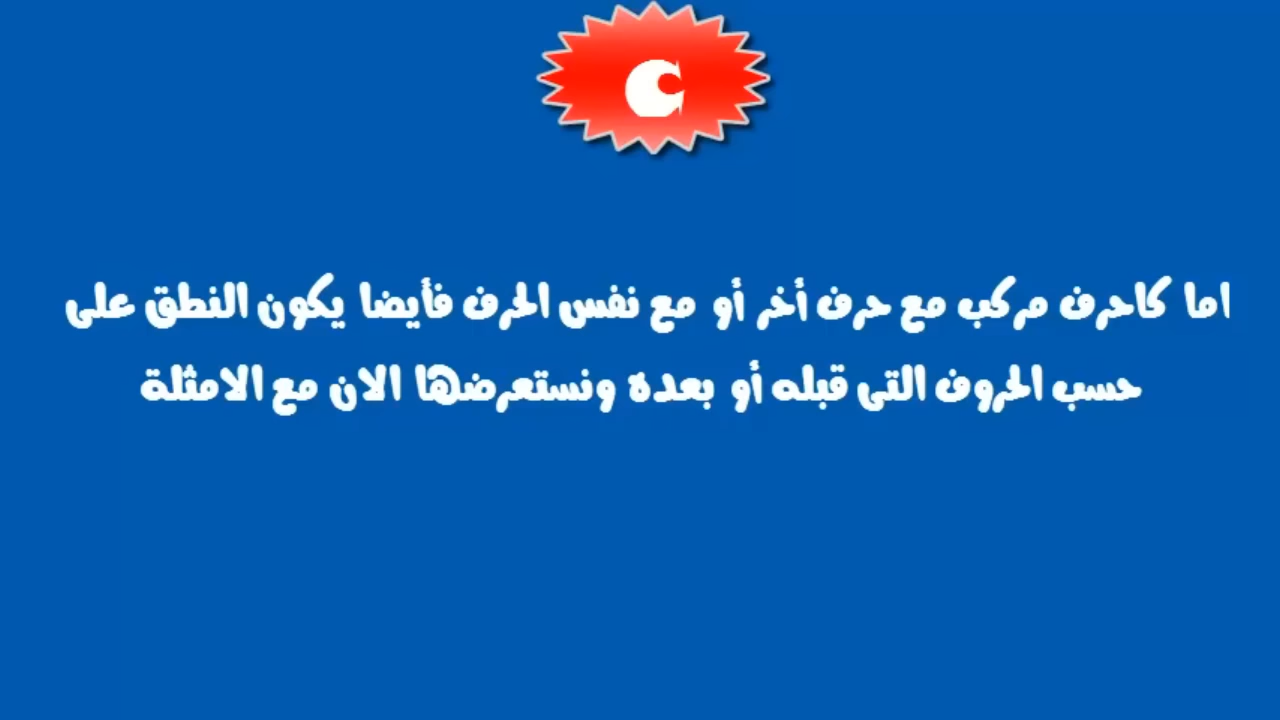 C
اما كاحرف مركب مع حرف أخر أو مع نفس الحرف فأيضا يكون النطق على
حسب الحروف التى قبله أو بعده ونستعرضها الان مع الامثلة